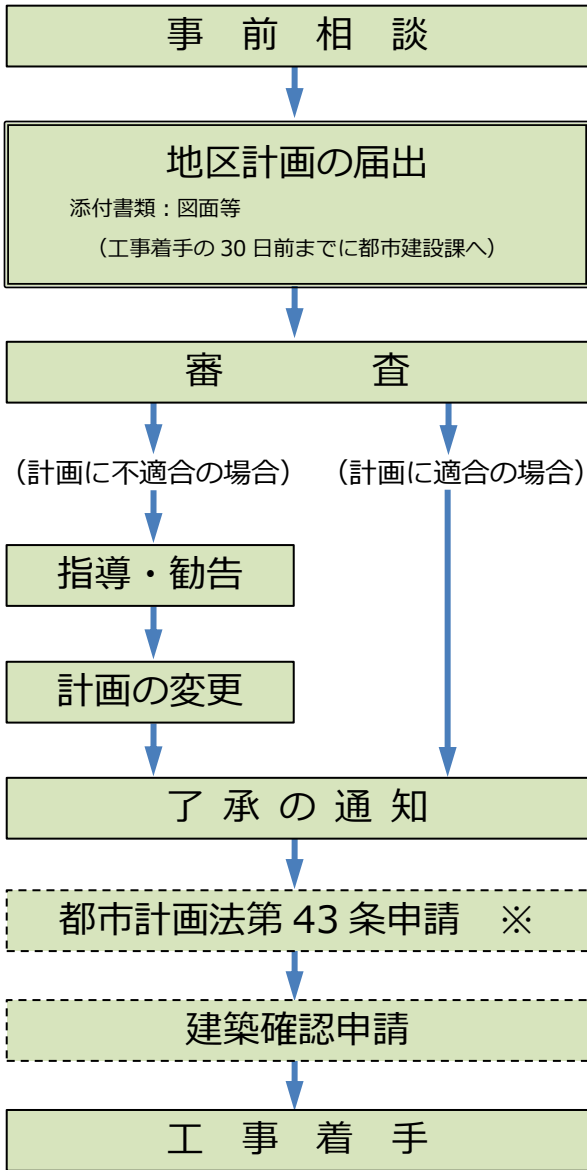 事前相談
地区計画の届出
添付書類：図面等
（工事着手の 30 日前までに都市建設課へ）
審査
（計画に不適合の場合）
（計画に適合の場合）
指導・勧告
計画の変更
了承の通知
都市計画法第 43 条申請　※
建築確認申請
工事着手